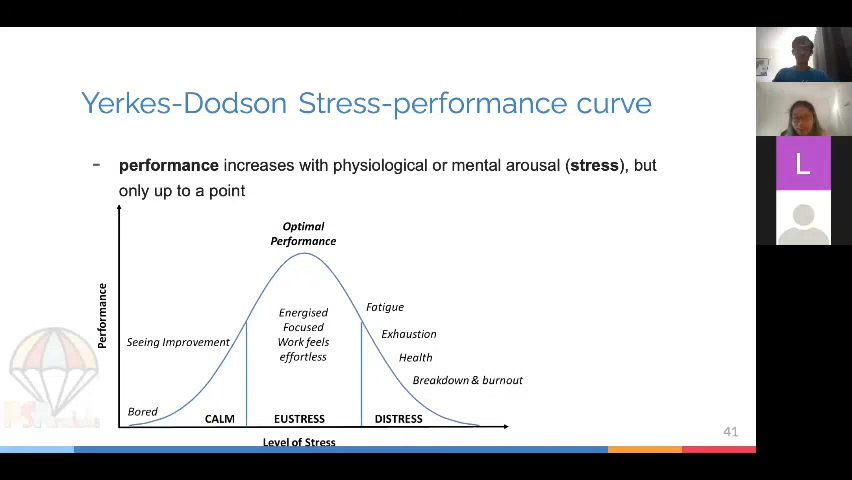 Yerkes-Dodson Stress-performance curve
- performance increases with physiological or mental arousal (stress), but
only up to a point
Optimal
Performance
Performance
Energised
Focused
Work feels
effortless
Fatigue
Exhaustion
Health
Breakdown & burnout
Seeing Improvement
Bored
CALM
EUSTRESS
DISTRESS
Level of Stress
41
L